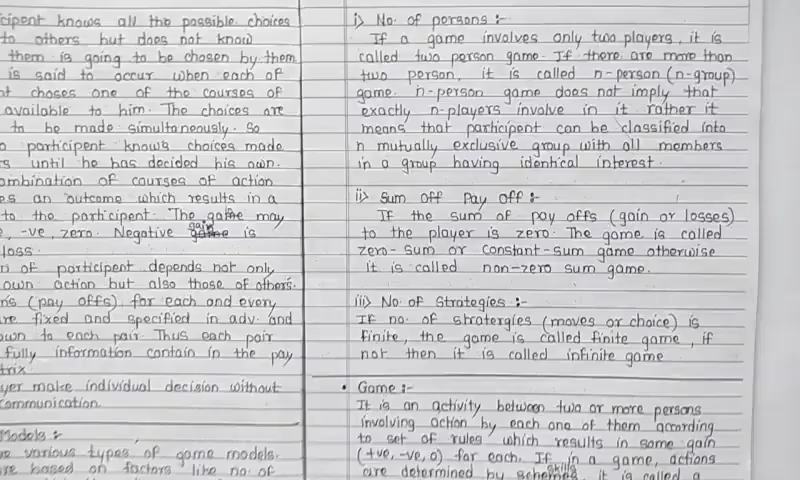 cipent knows all the possible choices
to others but does not know
them is going to be chosen by them
is said to occur when each of
nt choses one of the courses of
available to him. The choices are
to be made simultaneously. So
o participent knows choices made
rs until he has decided his own.
ombination of courses of action
es an outcome which results in a
to the participent. The gaine may
e, -ve, zero. Negative gain is
loss.
n of participent depends not only
own action but also those of others.
ns (pay offs) for each and every
re fixed and specified in adv. and
own to each pair. Thus each pair
fully information contain in the pay
trix.
yer make individual decision without
communication.
Models :-
e various types of game models.
re based on factors like no. of
i) No. of persons :-
If a game involves only two players, it is
called two person game. If there are more than
two person, it is called n-person (n-group)
game. n-person game does not imply that
exactly n-players involve in it rather it
means that participent can be classified into
n mutually exclusive group with all members
in a group having identical interest.
ii) Sum off Pay off :-
If the sum of pay offs (gain or losses)
to the player is zero. The game is called
zero-sum or constant-sum game otherwise
it is called non-zero sum game.
iii) No. of Strategies :-
If no. of stratergies (moves or choice) is
finite, the game is called finite game, if
not then it is called infinite game
• Game :-
It is an activity between two or more persons
involving action by each one of them according
to set of rules which results in some gain
(+ve, -ve, 0) for each. If in a game, actions
are determined by skills, it is called a